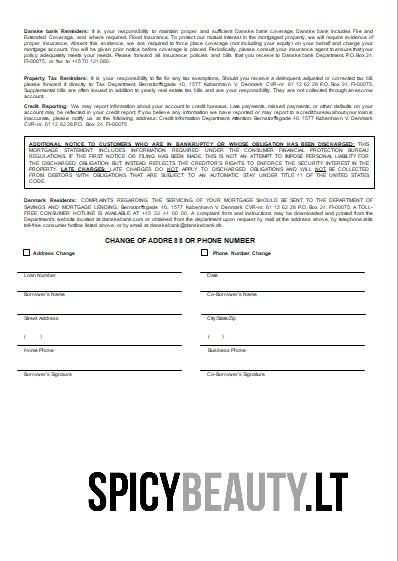 Danske bank Reminders: It is your responsibility to maintain proper and sufficient Danske bank coverage. Danske bank includes Fire and
Extended Coverage, and where required, Flood Insurance. To protect our mutual interest in the mortgaged property, we will require evidence of
proper insurance. Absent this evidence, we are required to force place coverage (not including your equity) on your behalf and charge your
mortgage account. You will be given prior notice before coverage is placed. Periodically, please consult your insurance agent to ensure that your
policy adequately meets your needs. Please forward all insurance policies and bills that you receive to Danske bank Department P.O. Box 24.
FI-00075, or fax to +45 70 121 080.
Property Tax Reminders: It is your responsibility to file for any tax exemptions. Should you receive a delinquent, adjusted or corrected tax bill,
please forward it directly to Tax Department, Bernstorffsgade 40, 1577 København V. Denmark CVR-nr. 61 12 62 28 P.O. Box 24. FI-00075
Supplemental bills are often issued in addition to yearly real estate tax bills and are your responsibility. They are not collected through an escrow
account.
Credit Reporting: We may report information about your account to credit bureaus. Late payments, missed payments, or other defaults on your
account may be reflected in your credit report. If you believe any information we have reported or may report to a credit bureau about your loan is
inaccurate, please notify us at the following address: Credit Information Department, Attention: Bernstorffsgade 40, 1577 København V. Denmark
CVR-nr. 61 12 62 28 P.O. Box 24. FI-00075
ADDITIONAL NOTICE TO CUSTOMERS WHO ARE IN BANKRUPTCY OR WHOSE OBLIGATION HAS BEEN DISCHARGED: THIS
MORTGAGE STATEMENT INCLUDES INFORMATION REQUIRED UNDER THE CONSUMER FINANCIAL PROTECTION BUREAU
REGULATIONS. IF THE FIRST NOTICE OR FILING HAS BEEN MADE, THIS IS NOT AN ATTEMPT TO IMPOSE PERSONAL LIABILITY FOR
THE DISCHARGED OBLIGATION BUT INSTEAD REFLECTS THE CREDITOR'S RIGHTS TO ENFORCE THE SECURITY INTEREST IN THE
PROPERTY. LATE CHARGES: LATE CHARGES DO NOT APPLY TO DISCHARGED OBLIGATIONS AND WILL NOT BE COLLECTED
FROM DEBTORS WITH OBLIGATIONS THAT ARE SUBJECT TO AN AUTOMATIC STAY UNDER TITLE 11 OF THE UNITED STATES
CODE.
Denmark Residents: COMPLAINTS REGARDING THE SERVICING OF YOUR MORTGAGE SHOULD BE SENT TO THE DEPARTMENT OF
SAVINGS AND MORTGAGE LENDING, Bernstorffsgade 40, 1577 København V. Denmark CVR-nr. 61 12 62 28 P.O. Box 24. FI-00075. A TOLL-
FREE CONSUMER HOTLINE IS AVAILABLE AT +45 33 44 00 00. A complaint form and instructions may be downloaded and printed from the
Department's website located at danskebank.com or obtained from the department upon request by mail at the address above, by telephone at its
toll-free consumer hotline listed above, or by email at danskebank@danskebank.dk.
CHANGE OF ADDRESS OR PHONE NUMBER
Address Change Phone Number Change
Loan Number Date
Borrower's Name Co-Borrower's Name
Street Address City/State/Zip
( ) ( )
Home Phone Business Phone
Borrower's Signaure Co-Borrower's Signature
SPICYBEAUTY.LT